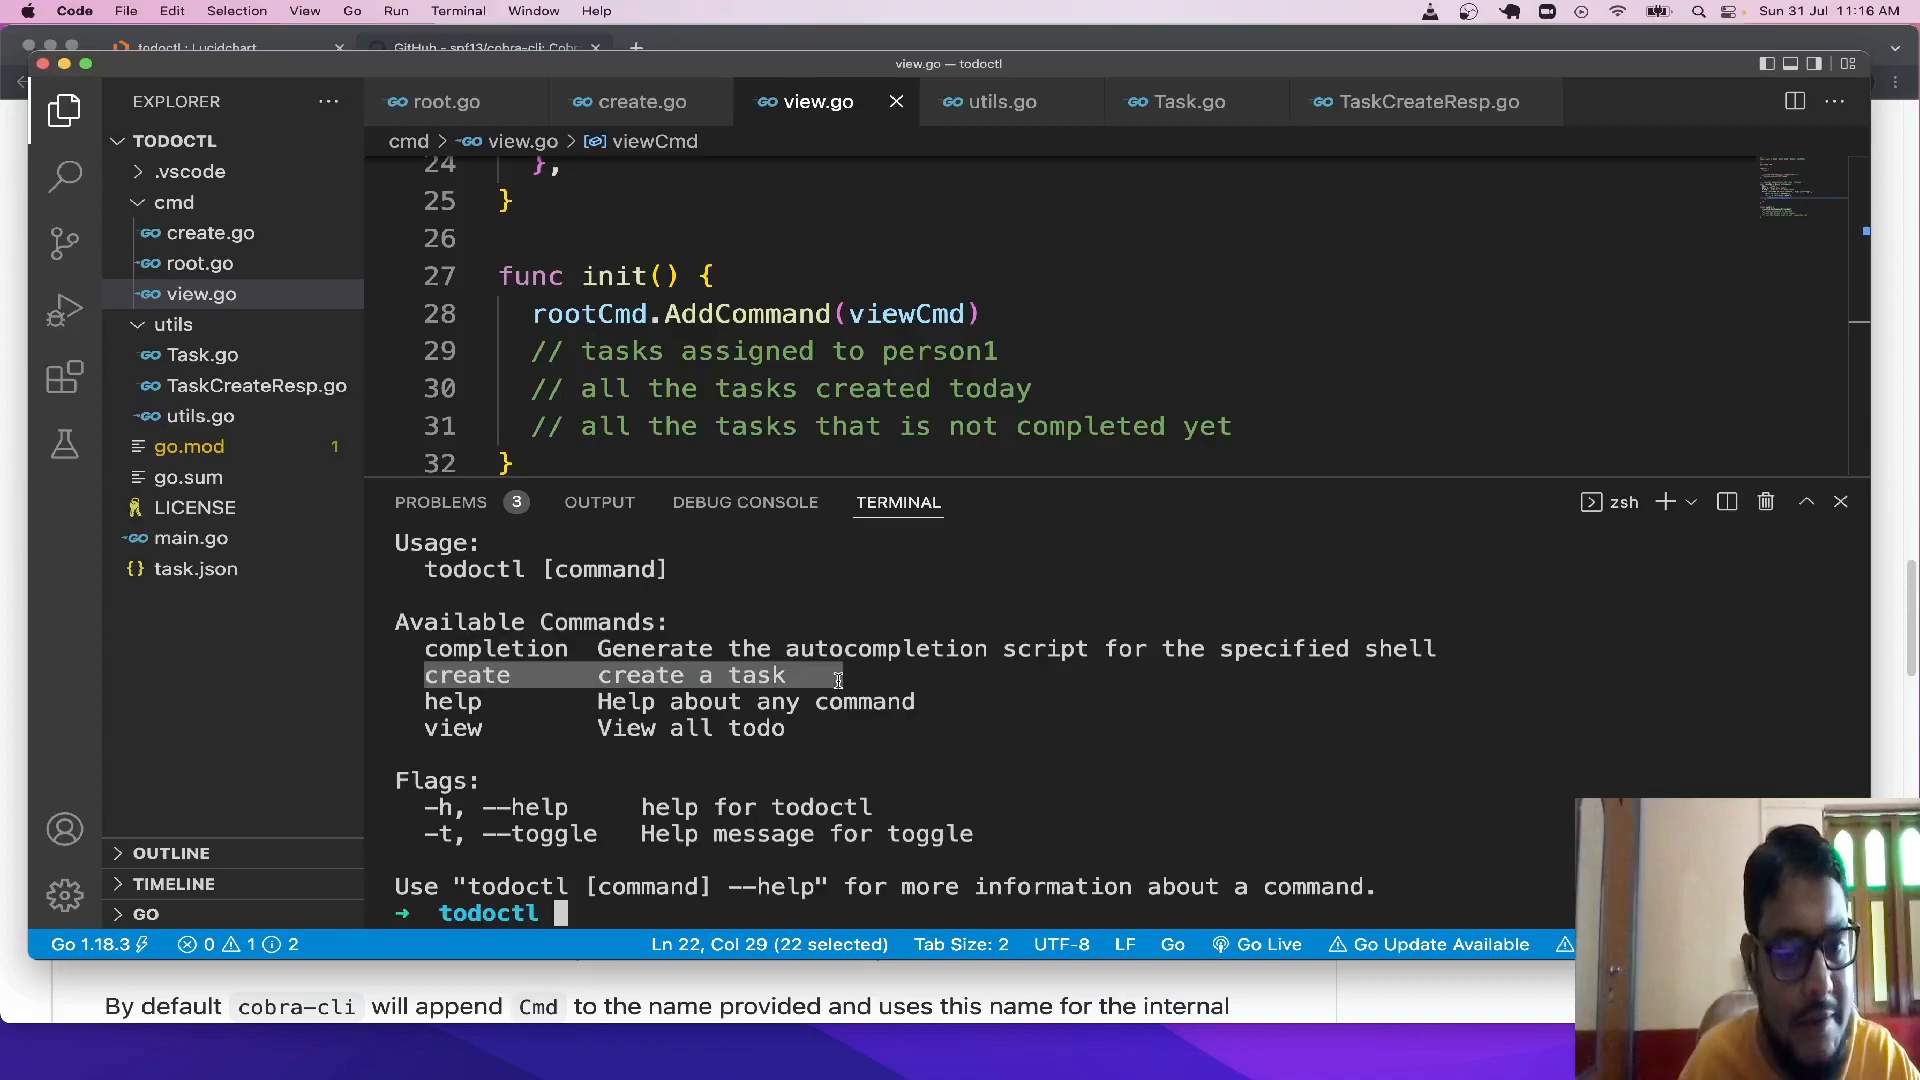 Code File Edit Selection View Go Run Terminal Window Help
Sun 31 Jul 11:16 AM
todoctl : Lucidchart
GitHub - spf13/cobra-cli: Cobr
view.go — todoctl
EXPLORER
root.go
create.go
view.go
utils.go
Task.go
TaskCreateResp.go
TODOCTL
cmd > view.go > viewCmd
.vscode
cmd
create.go
root.go
view.go
utils
Task.go
TaskCreateResp.go
utils.go
go.mod 1
go.sum
LICENSE
main.go
task.json
OUTLINE
TIMELINE
GO
24 },
25 }
26
27 func init() {
28 rootCmd.AddCommand(viewCmd)
29 // tasks assigned to person1
30 // all the tasks created today
31 // all the tasks that is not completed yet
32 }
PROBLEMS 3 OUTPUT DEBUG CONSOLE TERMINAL
zsh
Usage:
todoctl [command]
Available Commands:
completion Generate the autocompletion script for the specified shell
create create a task
help Help about any command
view View all todo
Flags:
-h, --help help for todoctl
-t, --toggle Help message for toggle
Use "todoctl [command] --help" for more information about a command.
→ todoctl
Go 1.18.3 0 1 2 Ln 22, Col 29 (22 selected) Tab Size: 2 UTF-8 LF Go Go Live Go Update Available
By default cobra-cli will append Cmd to the name provided and uses this name for the internal